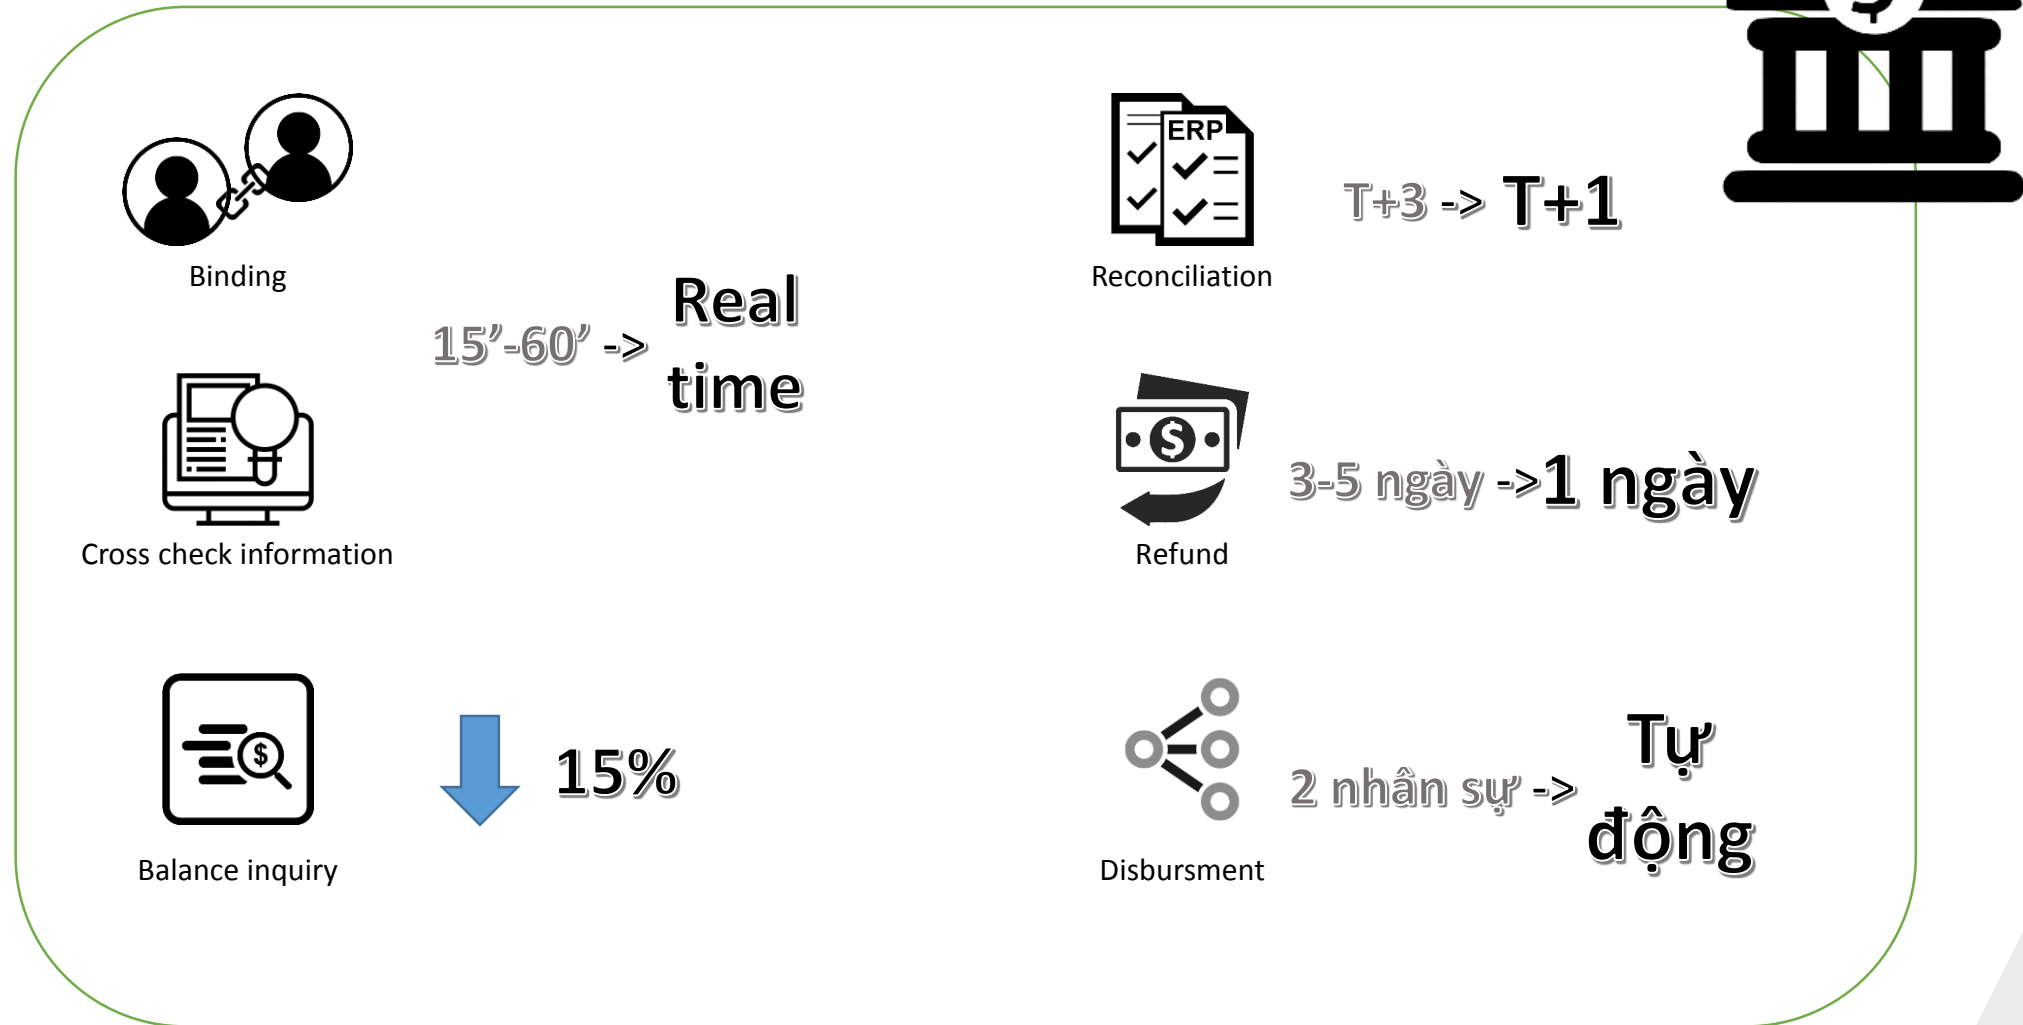 Binding
15’-60’ -> Real
time
Cross check information
$
Balance inquiry
15%
ERP
Reconciliation
T+3 -> T+1
$
Refund
3-5 ngày ->1 ngày
Disbursment
2 nhân sự -> Tự
động